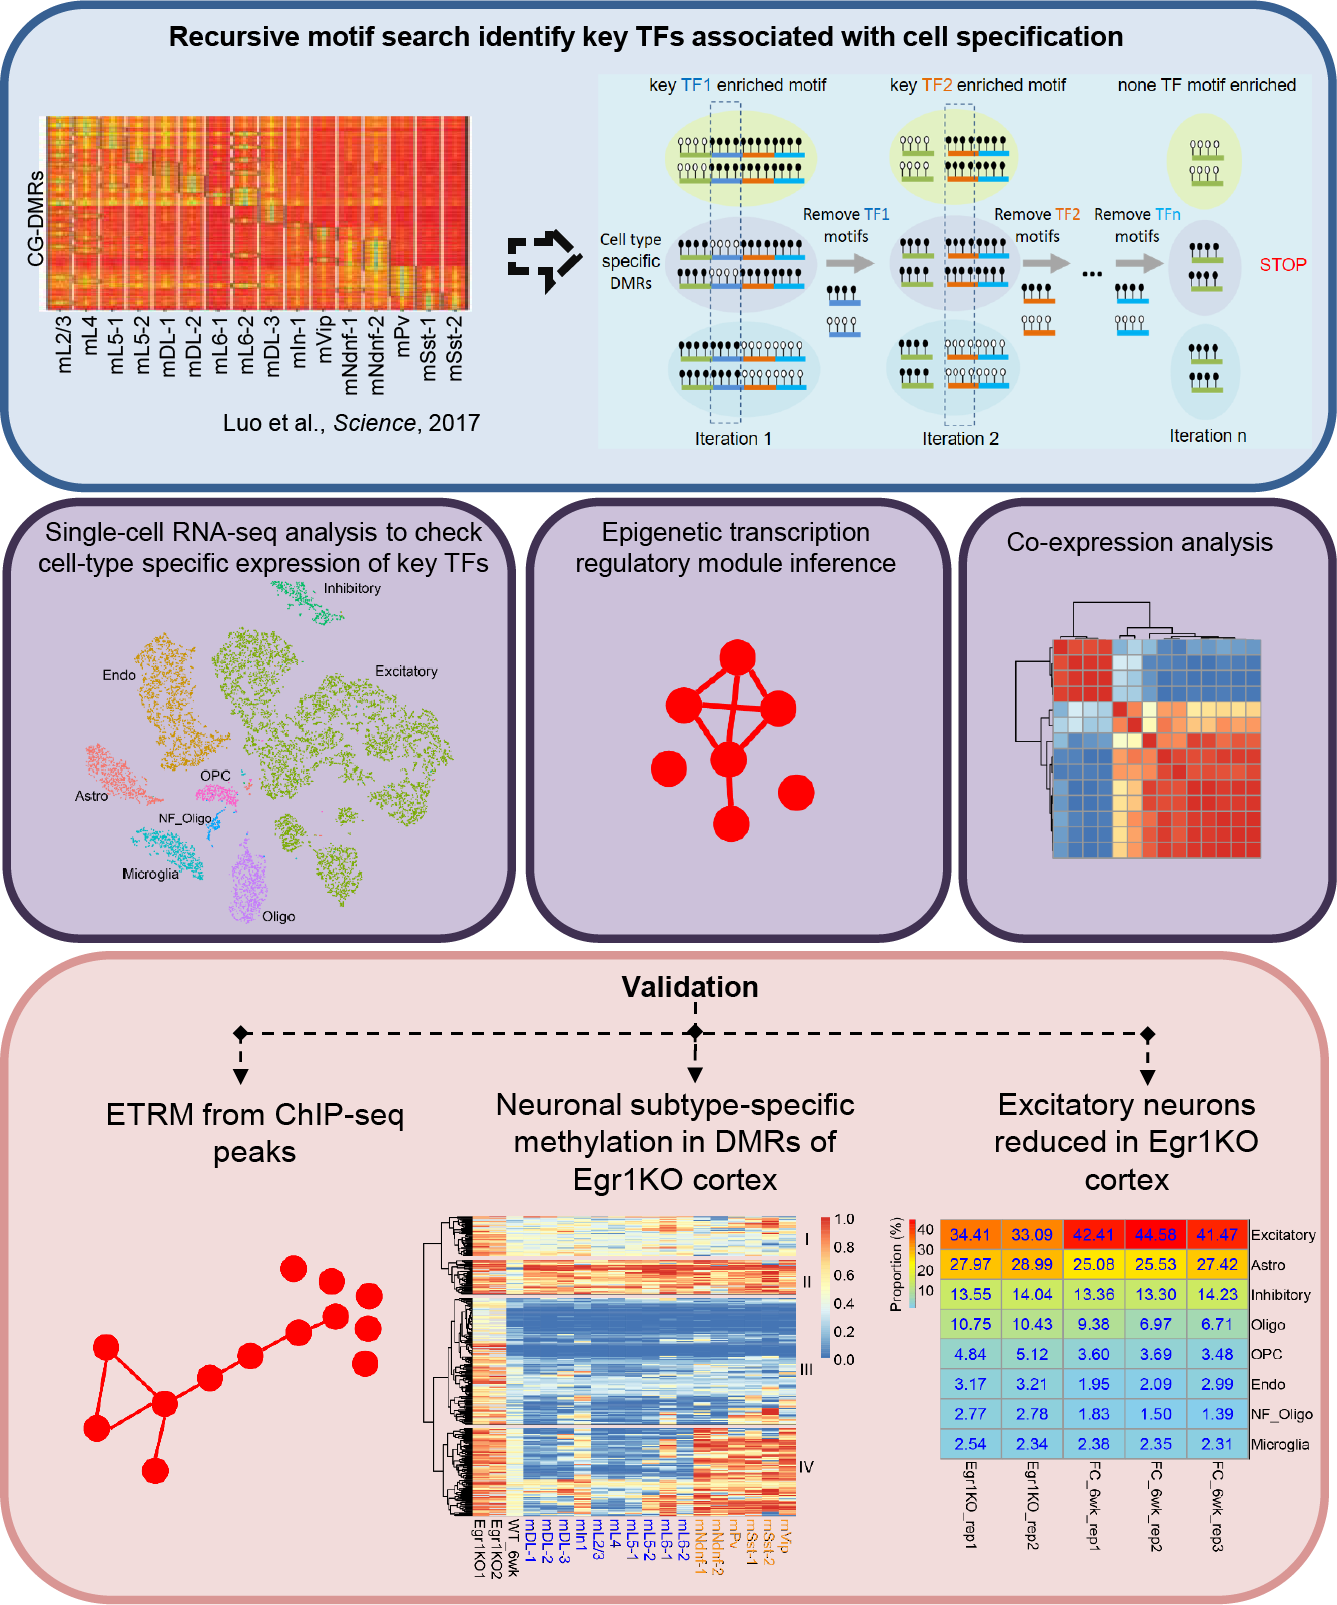 Recursive motif search identify key TFs associated with cell specification
key TF1 enriched motif
key TF2 enriched motif
none TF motif enriched
CG-DMRs
Cell type
specific
DMRs
Remove TF1
motifs
Remove TF2
motifs
Remove TFn
motifs
...
STOP
mL2/3
mL4
mL5-1
mL5-2
mDL-1
mDL-2
mL6-1
mL6-2
mDL-3
mIn-1
mVip
mNdnf-1
mNdnf-2
mPv
mSst-1
mSst-2
Luo et al., Science, 2017
Iteration 1
Iteration 2
Iteration n
Single-cell RNA-seq analysis to check
cell-type specific expression of key TFs
Inhibitory
Endo
Excitatory
OPC
Astro
NF_Oligo
Microglia
Oligo
Epigenetic transcription
regulatory module inference
Co-expression analysis
Validation
ETRM from ChIP-seq
peaks
Neuronal subtype-specific
methylation in DMRs of
Egr1KO cortex
Excitatory neurons
reduced in Egr1KO
cortex
I
II
III
IV
1.0
0.8
0.6
0.4
0.2
0.0
Egr1KO1
Egr1KO2
WT_6wk
mDL-1
mDL-2
mDL-3
mIn1
mL2/3
mL4
mL5-1
mL5-2
mL6-1
mL6-2
mNdnf-1
mNdnf-2
mPv
mSst-1
mSst-2
mVip
Proportion (%)
40
30
20
10
34.41 33.09 42.41 44.58 41.47 Excitatory
27.97 28.99 25.08 25.53 27.42 Astro
13.55 14.04 13.36 13.30 14.23 Inhibitory
10.75 10.43 9.38 6.97 6.71 Oligo
4.84 5.12 3.60 3.69 3.48 OPC
3.17 3.21 1.95 2.09 2.99 Endo
2.77 2.78 1.83 1.50 1.39 NF_Oligo
2.54 2.34 2.38 2.35 2.31 Microglia
Egr1KO_rep1
Egr1KO_rep2
FC_6wk_rep1
FC_6wk_rep2
FC_6wk_rep3